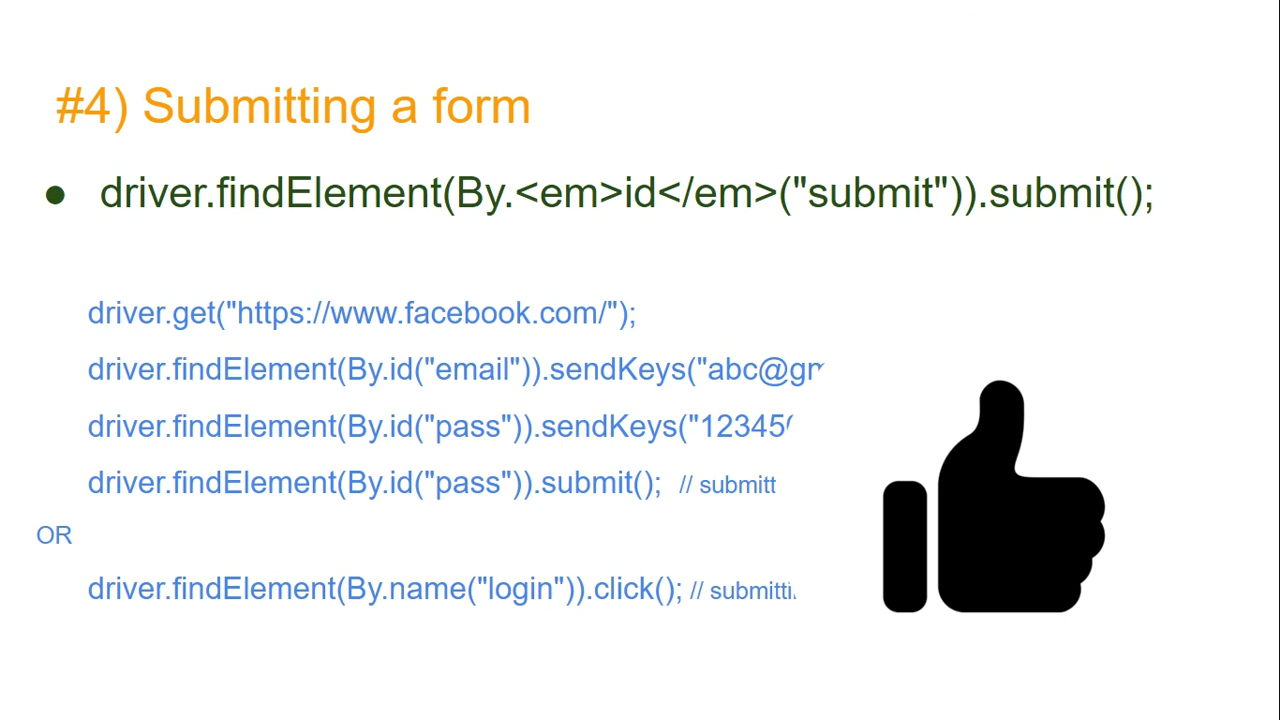 #4) Submitting a form
● driver.findElement(By.<em>id</em>("submit")).submit();
driver.get("https://www.facebook.com/");
driver.findElement(By.id("email")).sendKeys("abc@g
driver.findElement(By.id("pass")).sendKeys("12345
driver.findElement(By.id("pass")).submit(); // submitt
OR
driver.findElement(By.name("login")).click(); // submitti